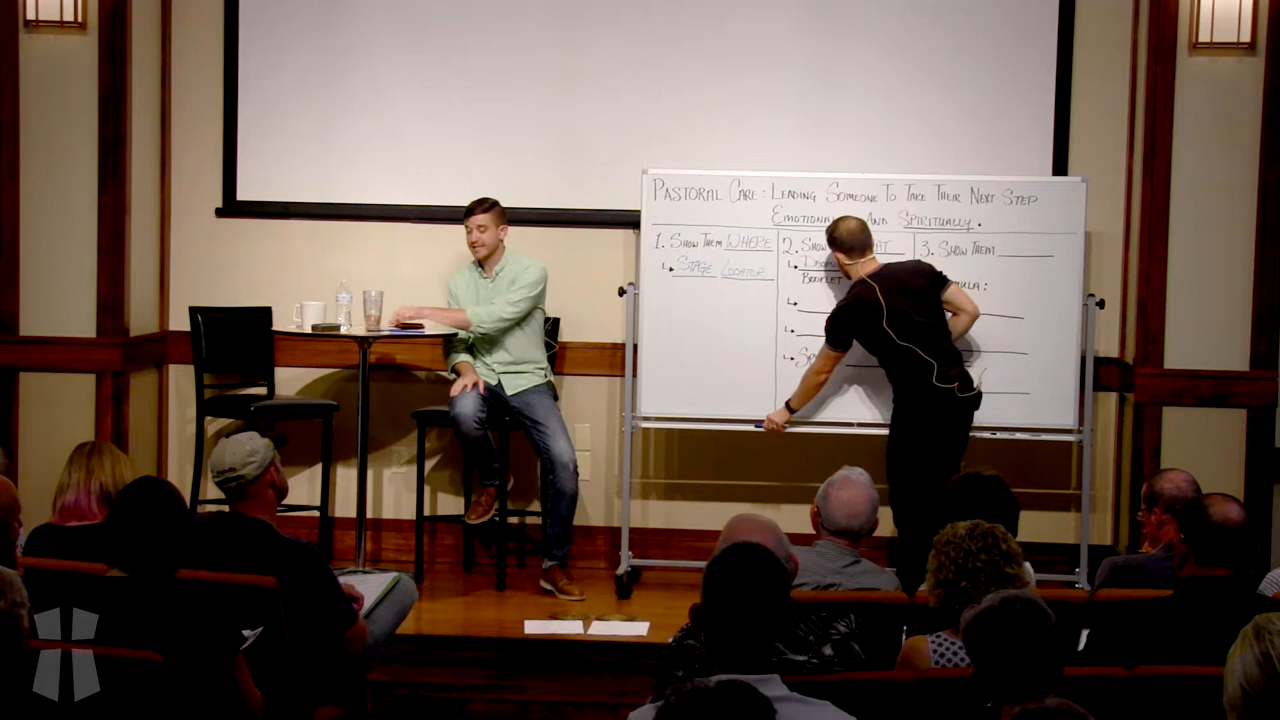 PASTORAL CARE: LEADING SOMEONE TO TAKE THEIR NEXT STEP
AND SPIRITUALLY.
1. SHOW THEM WHERE
STAGE LOCATOR
2. SHOW
BOOKLET
3. SHOW THEM